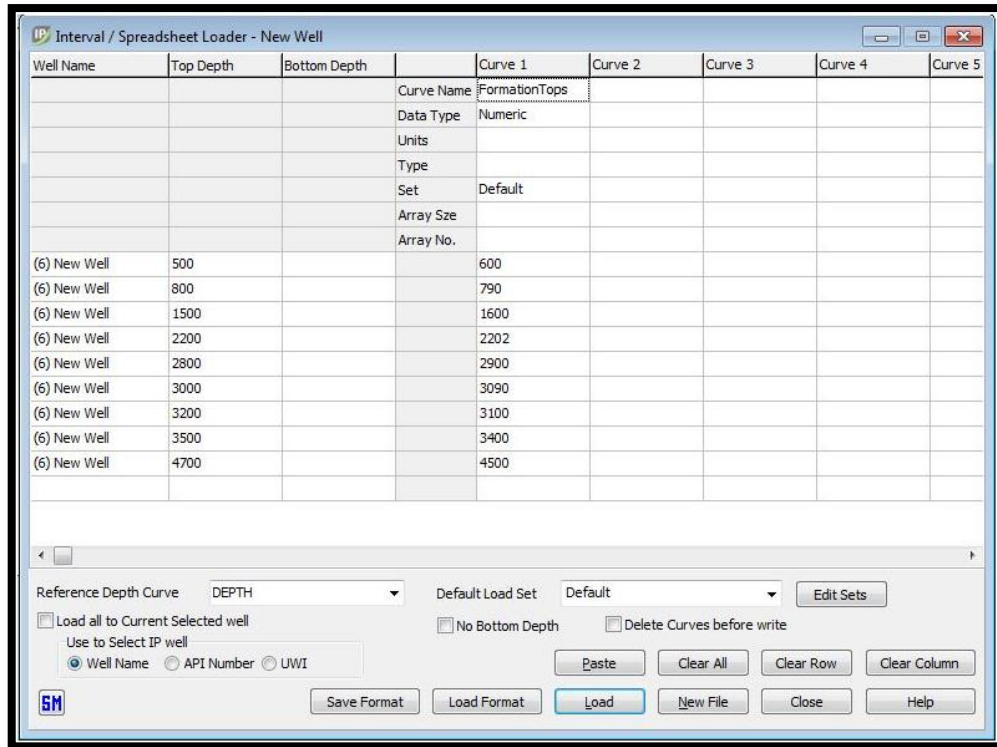 Interval / Spreadsheet Loader - New Well
Well Name Top Depth Bottom Depth Curve 1 Curve 2 Curve 3 Curve 4 Curve 5
Curve Name FormationTops
Data Type Numeric
Units
Type
Set Default
Array Sze
Array No.
(6) New Well 500 600
(6) New Well 800 790
(6) New Well 1500 1600
(6) New Well 2200 2202
(6) New Well 2800 2900
(6) New Well 3000 3090
(6) New Well 3200 3100
(6) New Well 3500 3400
(6) New Well 4700 4500
Reference Depth Curve DEPTH Default Load Set Default Edit Sets
Load all to Current Selected well No Bottom Depth Delete Curves before write
Use to Select IP well
Well Name API Number UWI Paste Clear All Clear Row Clear Column
SM Save Format Load Format Load New File Close Help